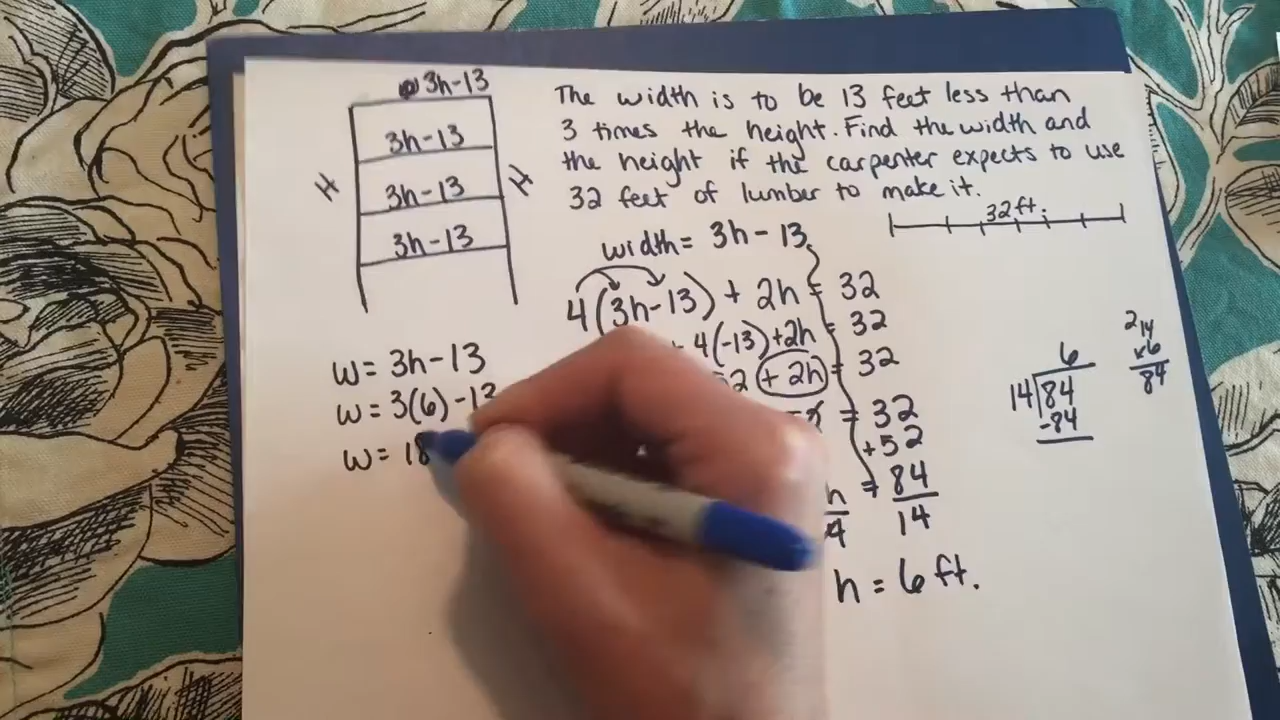 3h-13
3h-13
3h-13
3h-13
H
H
The width is to be 13 feet less than
3 times the height. Find the width and
the height if the carpenter expects to use
32 feet of lumber to make it.
32 ft.
width = 3h - 13
4(3h-13) + 2h = 32
+ 4(-13) + 2h = 32
2 + 2h = 32
= 32
+52
h = 84
4 14
h = 6 ft.
w = 3h - 13
w = 3(6) - 13
w = 18
6
14 84
-84
2
14
x6
84